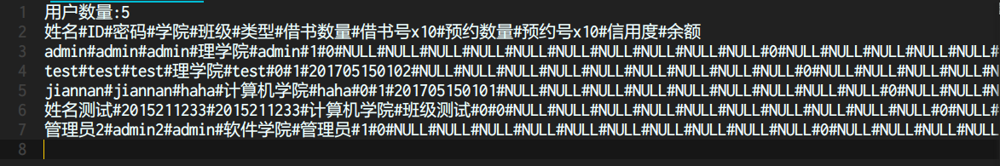 1 用户数量:5
2 姓名#ID#密码#学院#班级#类型#借书数量#借书号x10#预约数量#预约号x10#信用度#余额
3 admin#admin#admin#理学院#admin#1#0#NULL#NULL#NULL#NULL#NULL#NULL#NULL#NULL#NULL#NULL#0#NULL#NULL#NULL#NULL#NULL#
4 test#test#test#理学院#test#0#1#201705150102#NULL#NULL#NULL#NULL#NULL#NULL#NULL#NULL#NULL#0#NULL#NULL#NULL#NULL#N
5 jiannan#jiannan#haha#计算机学院#haha#0#1#201705150101#NULL#NULL#NULL#NULL#NULL#NULL#NULL#NULL#NULL#0#NULL#NULL#N
6 姓名测试#2015211233#2015211233#计算机学院#班级测试#0#0#NULL#NULL#NULL#NULL#NULL#NULL#NULL#NULL#NULL#NULL#0#NULL#
7 管理员2#admin2#admin#软件学院#管理员#1#0#NULL#NULL#NULL#NULL#NULL#NULL#NULL#NULL#NULL#NULL#0#NULL#NULL#NULL#NULL
8